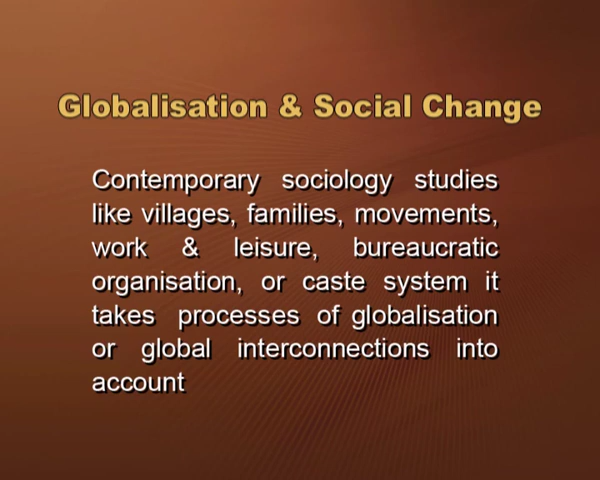 Globalisation & Social Change
Contemporary sociology studies
like villages, families, movements,
work & leisure, bureaucratic
organisation, or caste system it
takes processes of globalisation
or global interconnections into
account